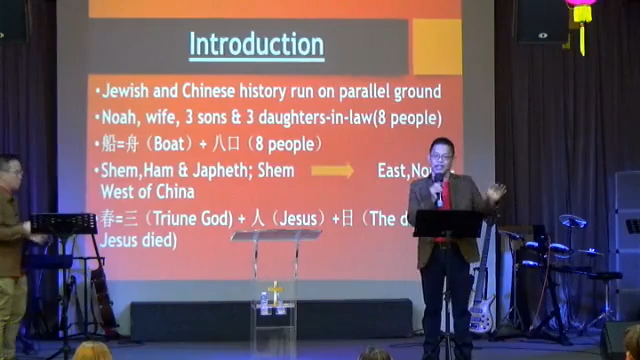 Introduction
•Jewish and Chinese history run on parallel ground
•Noah, wife, 3 sons & 3 daughters-in-law(8 people)
•船=舟（Boat）+ 八口（8 people）
•Shem,Ham & Japheth; Shem East,No
West of China
•春=三（Triune God) + 人（Jesus）+日（The d
Jesus died)